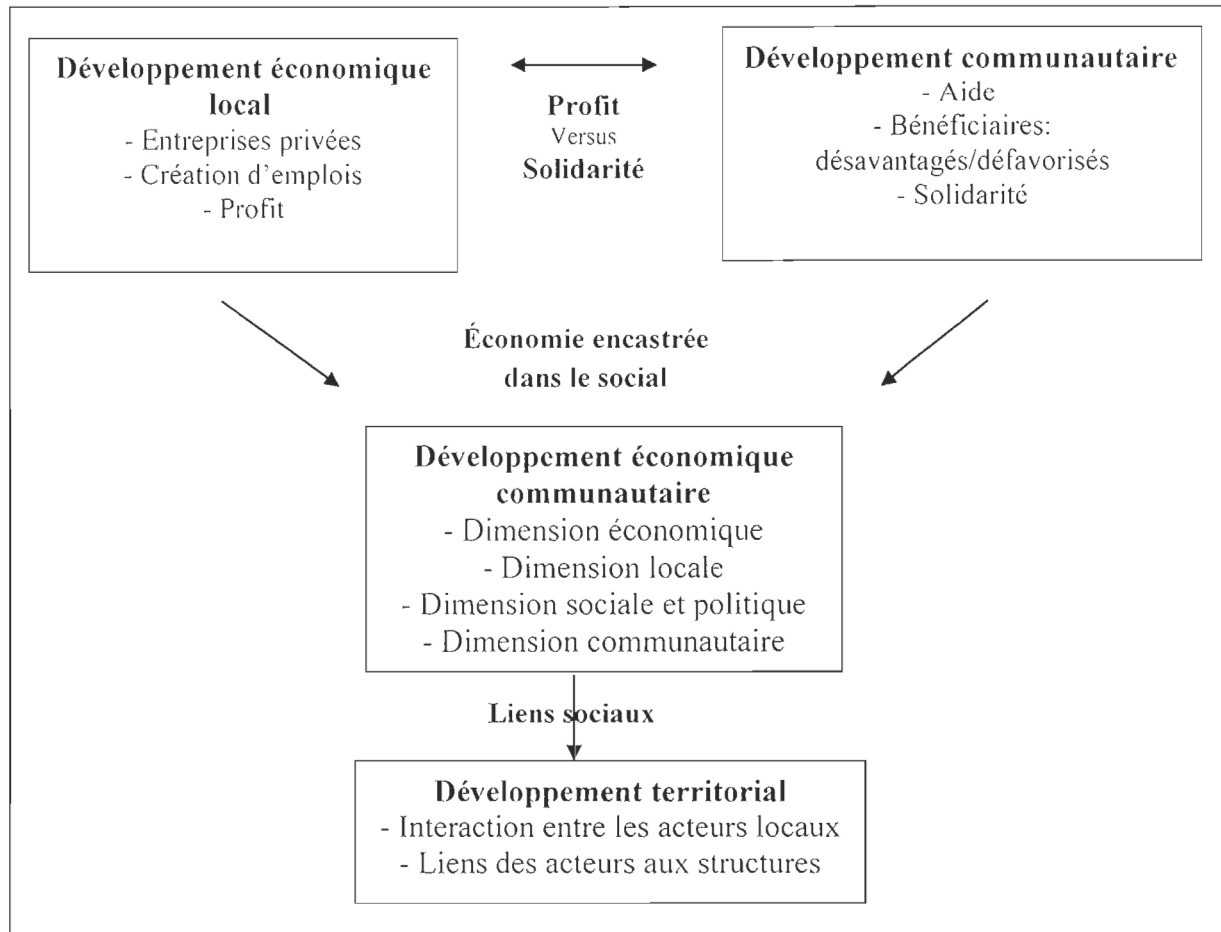 Développement économique
local
- Entreprises privées
- Création d'emplois
- Profit
Profit
Versus
Solidarité
Développement communautaire
- Aide
- Bénéficiaires:
désavantagés/défavorisés
- Solidarité
Économie encastrée
dans le social
Développement économique
communautaire
- Dimension économique
- Dimension locale
- Dimension sociale et politique
- Dimension communautaire
Liens sociaux
Développement territorial
- Interaction entre les acteurs locaux
- Liens des acteurs aux structures